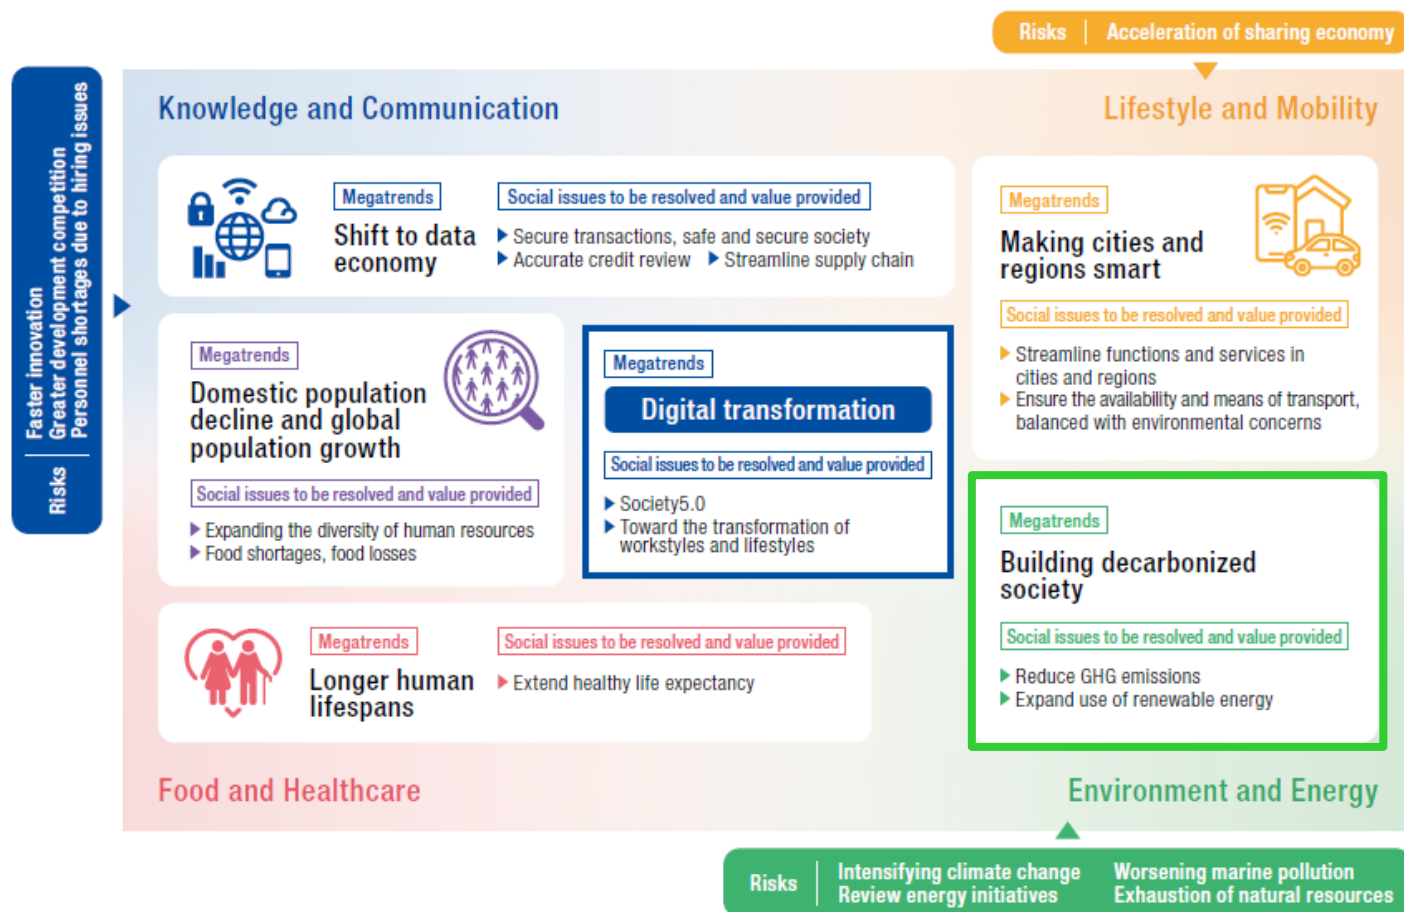 Risks
Acceleration of sharing economy
Risks
Faster innovation
Greater development competition
Personnel shortages due to hiring issues
Knowledge and Communication
Lifestyle and Mobility
Megatrends
Shift to data
economy
Social issues to be resolved and value provided
Secure transactions, safe and secure society
Accurate credit review
Streamline supply chain
Megatrends
Making cities and
regions smart
Social issues to be resolved and value provided
Streamline functions and services in
cities and regions
Ensure the availability and means of transport,
balanced with environmental concerns
Megatrends
Domestic population
decline and global
population growth
Social issues to be resolved and value provided
Expanding the diversity of human resources
Food shortages, food losses
Megatrends
Digital transformation
Social issues to be resolved and value provided
Society5.0
Toward the transformation of
workstyles and lifestyles
Megatrends
Building decarbonized
society
Social issues to be resolved and value provided
Reduce GHG emissions
Expand use of renewable energy
Megatrends
Longer human
lifespans
Social issues to be resolved and value provided
Extend healthy life expectancy
Food and Healthcare
Environment and Energy
Risks
Intensifying climate change
Review energy initiatives
Worsening marine pollution
Exhaustion of natural resources